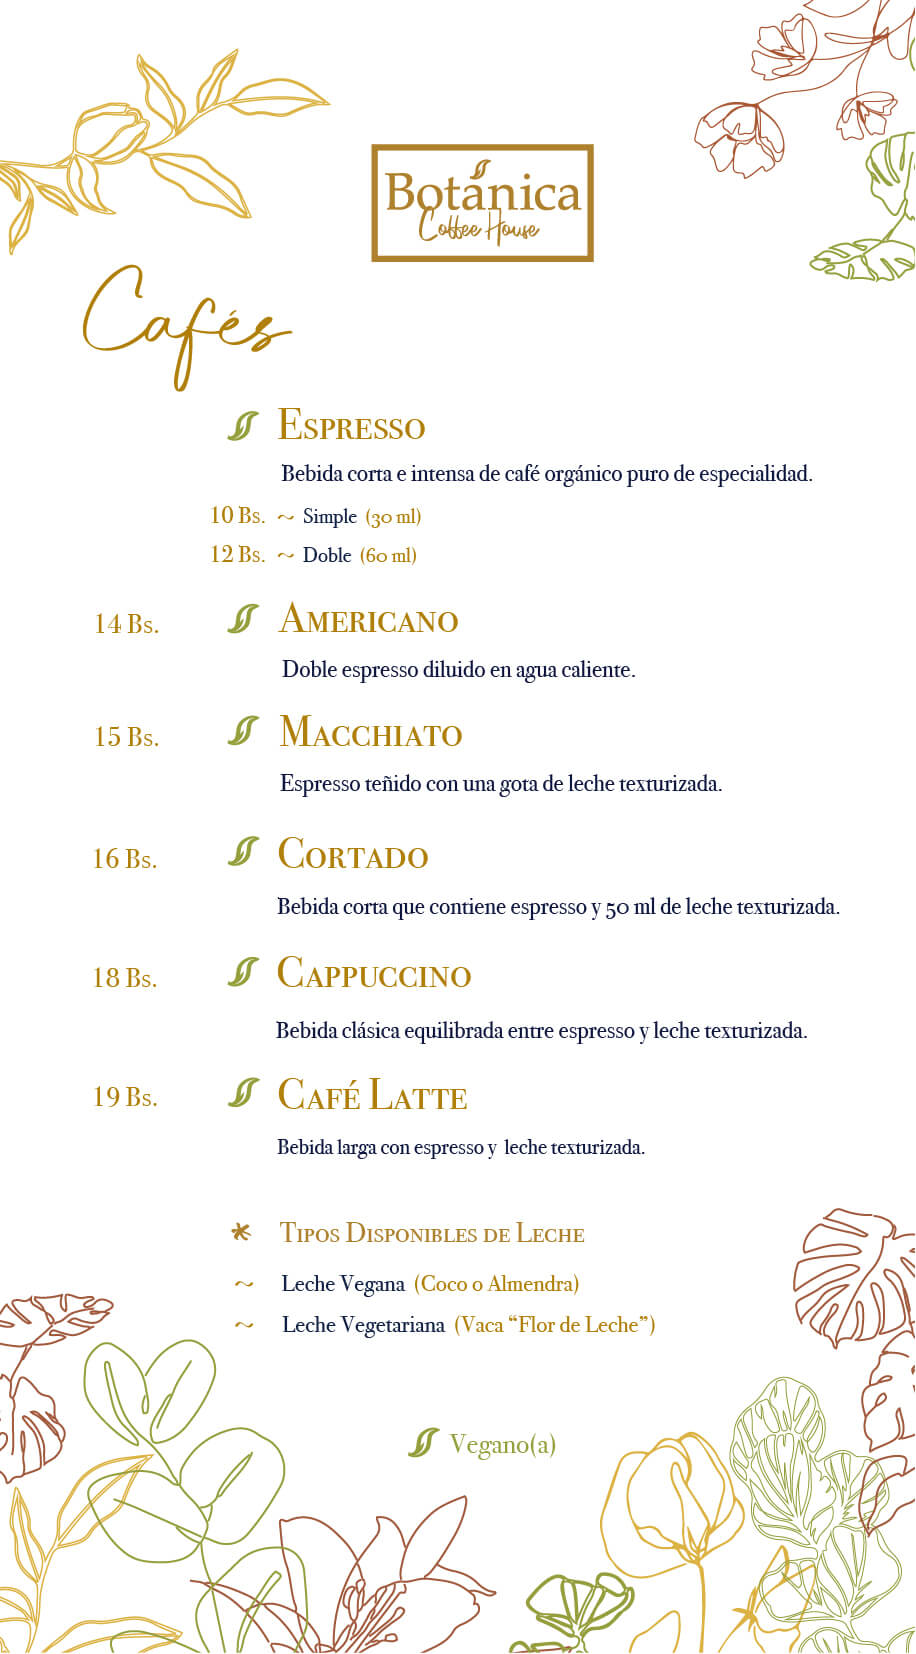 Botánica
Coffee House
Cafés
Espresso
Bebida corta e intensa de café orgánico puro de especialidad.
10 Bs. ~ Simple (30 ml)
12 Bs. ~ Doble (60 ml)
14 Bs. Americano
Doble espresso diluido en agua caliente.
15 Bs. Macchiato
Espresso teñido con una gota de leche texturizada.
16 Bs. Cortado
Bebida corta que contiene espresso y 50 ml de leche texturizada.
18 Bs. Cappuccino
Bebida clásica equilibrada entre espresso y leche texturizada.
19 Bs. Café Latte
Bebida larga con espresso y leche texturizada.
* Tipos Disponibles de Leche
~ Leche Vegana (Coco o Almendra)
~ Leche Vegetariana (Vaca “Flor de Leche”)
Vegano(a)